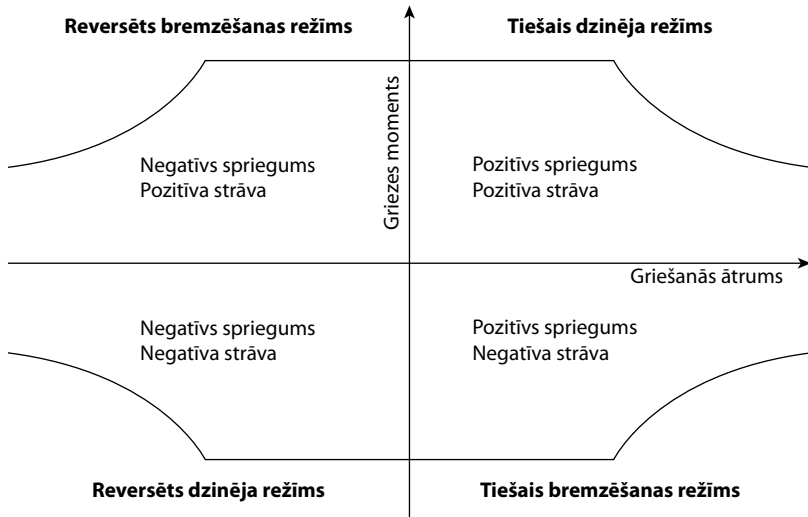 Reversēts bremzēšanas režīms
Tiešais dzinēja režīms
Griezes moments
Negatīvs spriegums
Pozitīva strāva
Pozitīvs spriegums
Pozitīva strāva
Griešanās ātrums
Negatīvs spriegums
Negatīva strāva
Pozitīvs spriegums
Negatīva strāva
Reversēts dzinēja režīms
Tiešais bremzēšanas režīms